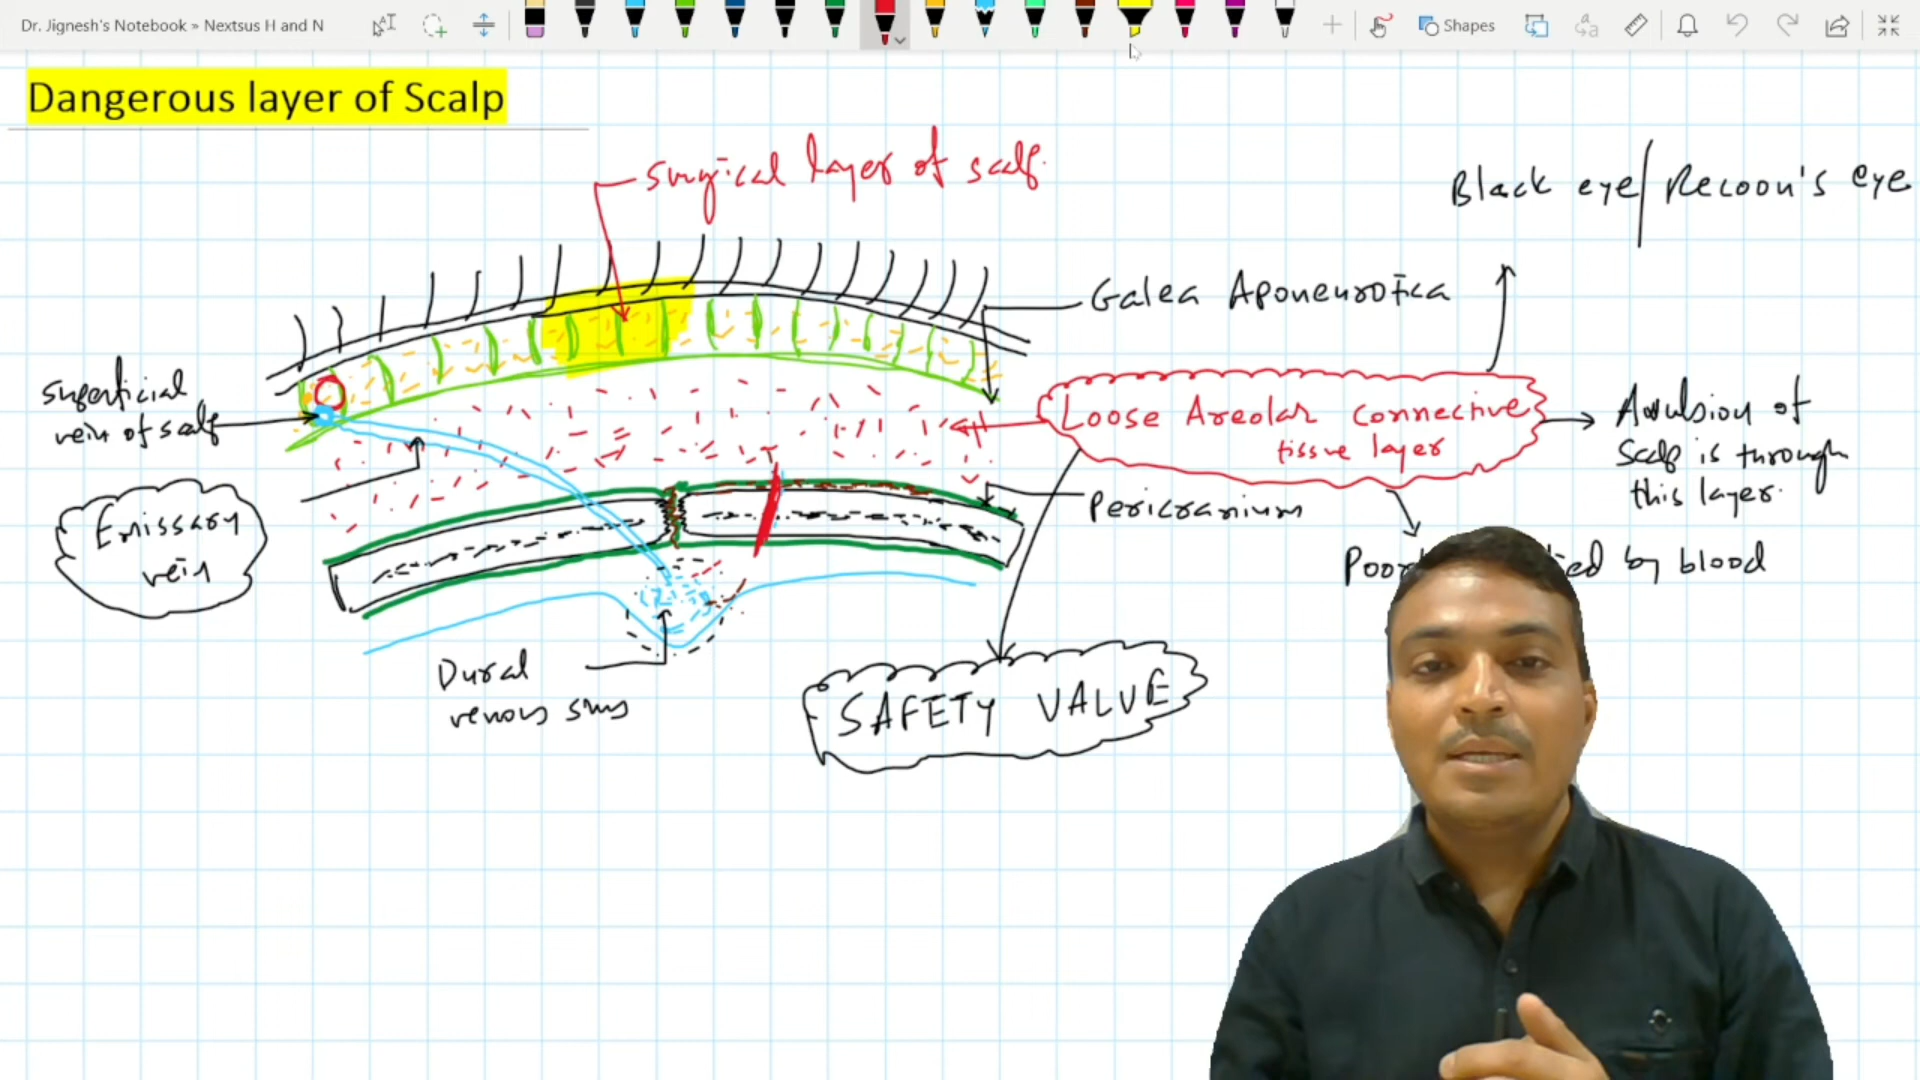 Dr. Jignesh's Notebook » Nextsus H and N
Shapes
Dangerous layer of Scalp
Surgical layer of scalp.
Black eye/Recoon's eye
Galea Aponeurotica
Superficial
vein of scalp
Loose Areolar connective
tissue layer
Avulsion of
Scalp is through
this layer.
Emissary
vein
Pericranium
by blood
Dural
venous sinus
SAFETY VALVE